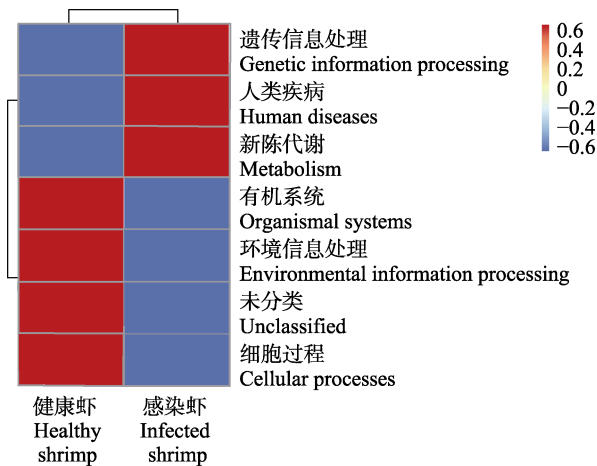 遗传信息处理
Genetic information processing
人类疾病
Human diseases
新陈代谢
Metabolism
有机系统
Organismal systems
环境信息处理
Environmental information processing
未分类
Unclassified
细胞过程
Cellular processes
0.6
0.4
0.2
0
−0.2
−0.4
−0.6
健康虾
Healthy
shrimp
感染虾
Infected
shrimp